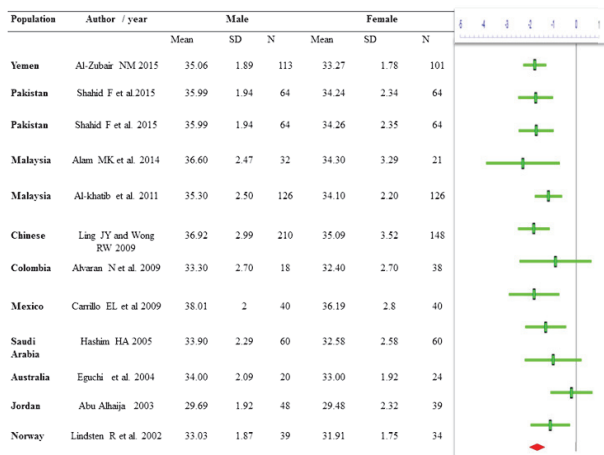 Population Author / year Male Female
Mean SD N Mean SD N
-5 -4 -3 -2 -1 0 1
Yemen Al-Zubair NM 2015 35.06 1.89 113 33.27 1.78 101
Pakistan Shahid F et al.2015 35.99 1.94 64 34.24 2.34 64
Pakistan Shahid F et al. 2015 35.99 1.94 64 34.26 2.35 64
Malaysia Alam MK et al. 2014 36.60 2.47 32 34.30 3.29 21
Malaysia Al-khatib et al. 2011 35.30 2.50 126 34.10 2.20 126
Chinese Ling JY and Wong 36.92 2.99 210 35.09 3.52 148
RW 2009
Colombia Alvaran N et al. 2009 33.30 2.70 18 32.40 2.70 38
Mexico Carrillo EL et al 2009 38.01 2 40 36.19 2.8 40
Saudi Hashim HA 2005 33.90 2.29 60 32.58 2.58 60
Arabia
Australia Eguchi et al. 2004 34.00 2.09 20 33.00 1.92 24
Jordan Abu Alhaija 2003 29.69 1.92 48 29.48 2.32 39
Norway Lindsten R et al. 2002 33.03 1.87 39 31.91 1.75 34